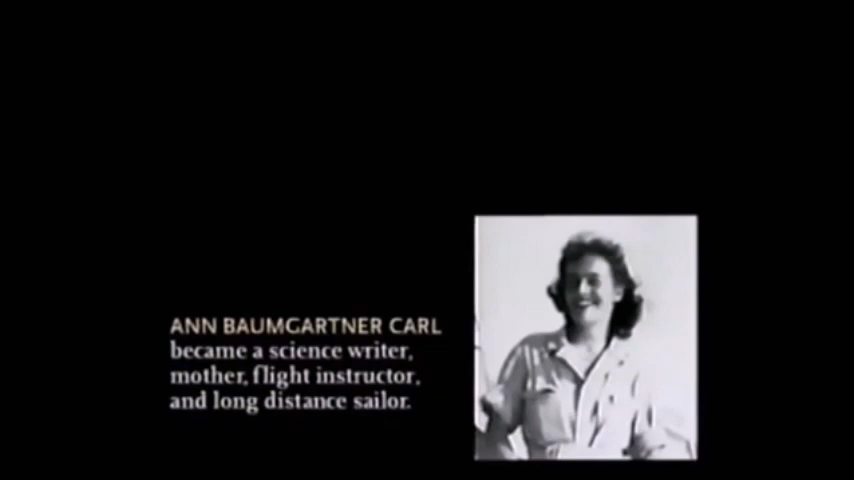 ANN BAUMGARTNER CARL
became a science writer,
mother, flight instructor,
and long distance sailor.